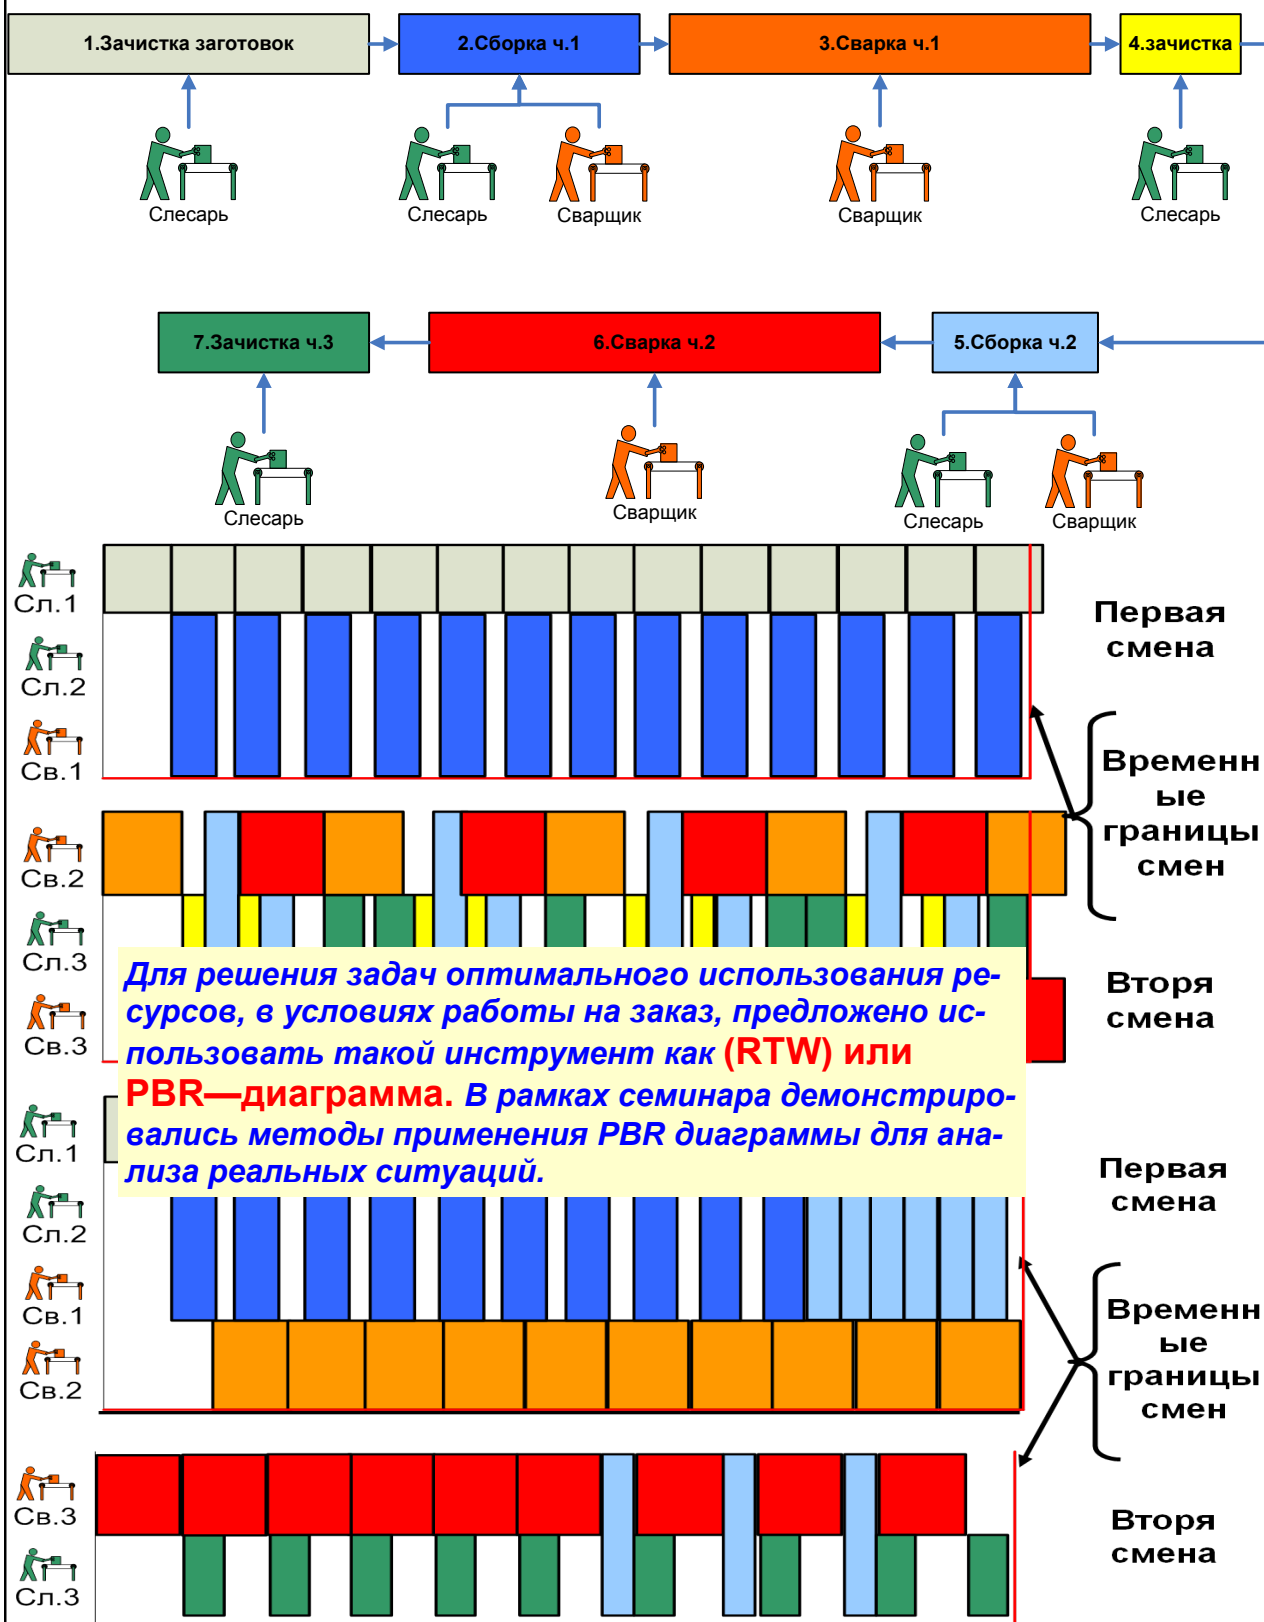 1.Зачистка заготовок
2.Сборка ч.1
3.Сварка ч.1
4.зачистка
Слесарь
Слесарь
Сварщик
Сварщик
Слесарь
7.Зачистка ч.3
6.Сварка ч.2
5.Сборка ч.2
Слесарь
Сварщик
Слесарь
Сварщик
Сл.1
Сл.2
Св.1
Первая
смена
Временн
ые
границы
смен
Св.2
Сл.3
Св.3
Вторя
смена
Для решения задач оптимального использования ре-
сурсов, в условиях работы на заказ, предложено ис-
пользовать такой инструмент как (RTW) или
PBR—диаграмма. В рамках семинара демонстриро-
вались методы применения PBR диаграммы для ана-
лиза реальных ситуаций.
Сл.1
Сл.2
Св.1
Св.2
Первая
смена
Временн
ые
границы
смен
Св.3
Сл.3
Вторя
смена